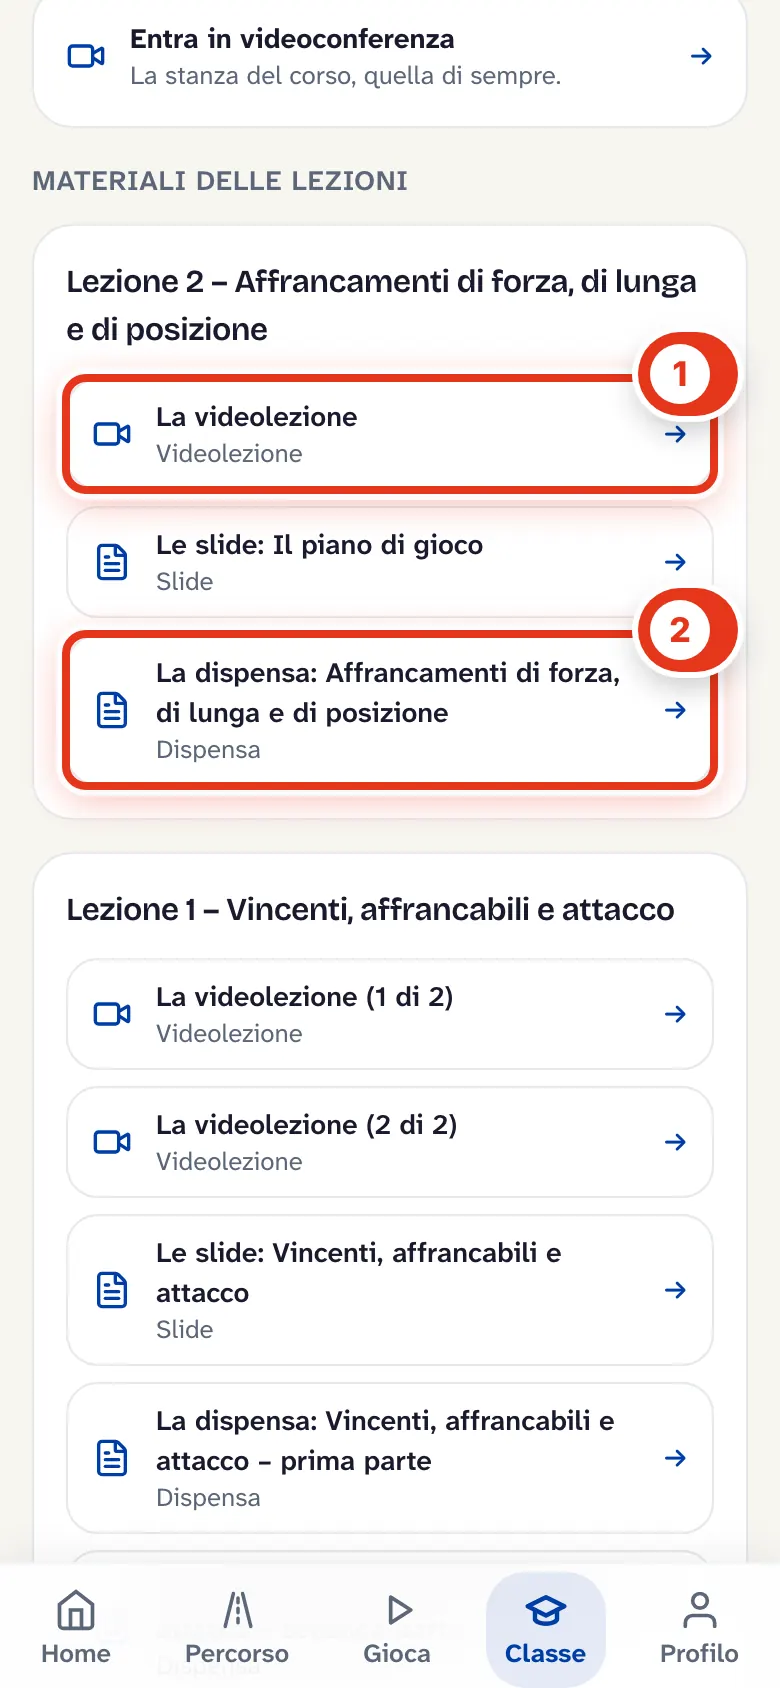 Entra in videoconferenza
La stanza del corso, quella di sempre.
MATERIALI DELLE LEZIONI
Lezione 2 – Affrancamenti di forza, di lunga
e di posizione
1
La videolezione
Videolezione
Le slide: Il piano di gioco
Slide
2
La dispensa: Affrancamenti di forza,
di lunga e di posizione
Dispensa
Lezione 1 – Vincenti, affrancabili e attacco
La videolezione (1 di 2)
Videolezione
La videolezione (2 di 2)
Videolezione
Le slide: Vincenti, affrancabili e
attacco
Slide
La dispensa: Vincenti, affrancabili e
attacco – prima parte
Dispensa
Home
Percorso
Gioca
Classe
Profilo